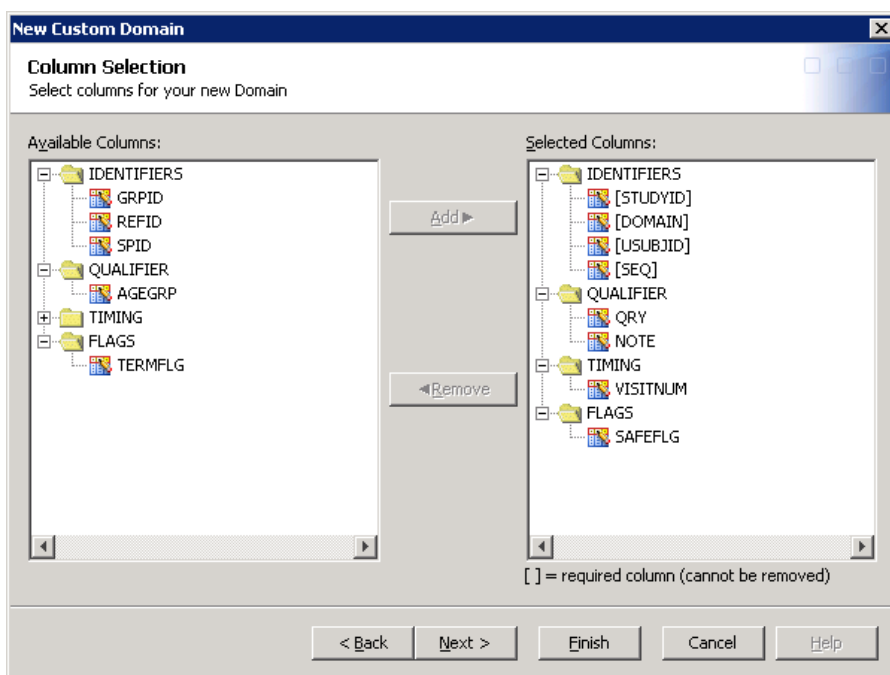 New Custom Domain
Column Selection
Select columns for your new Domain
Available Columns:
IDENTIFIERS
GRPID
REFID
SPID
QUALIFIER
AGEGRP
TIMING
FLAGS
TERMFLG
Add
Remove
Selected Columns:
IDENTIFIERS
[STUDYID]
[DOMAIN]
[USUBJID]
[SEQ]
QUALIFIER
QRY
NOTE
TIMING
VISITNUM
FLAGS
SAFEFLG
[ ] = required column (cannot be removed)
< Back Next > Finish Cancel Help